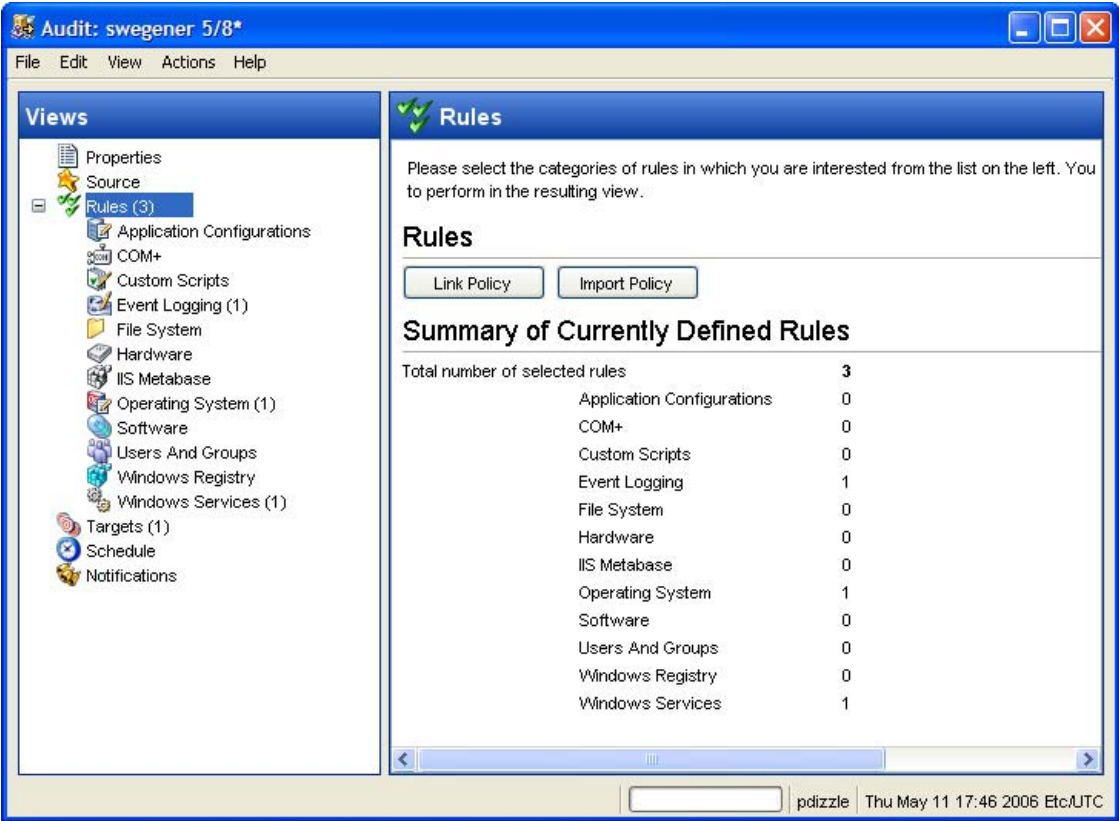 Audit: swegener 5/8*
File Edit View Actions Help
Views
Properties
Source
Rules (3)
Application Configurations
COM+
Custom Scripts
Event Logging (1)
File System
Hardware
IIS Metabase
Operating System (1)
Software
Users And Groups
Windows Registry
Windows Services (1)
Targets (1)
Schedule
Notifications
Rules
Please select the categories of rules in which you are interested from the list on the left. You
to perform in the resulting view.
Rules
Link Policy Import Policy
Summary of Currently Defined Rules
Total number of selected rules 3
Application Configurations 0
COM+ 0
Custom Scripts 0
Event Logging 1
File System 0
Hardware 0
IIS Metabase 0
Operating System 1
Software 0
Users And Groups 0
Windows Registry 0
Windows Services 1
pdizzle Thu May 11 17:46 2006 Etc/UTC